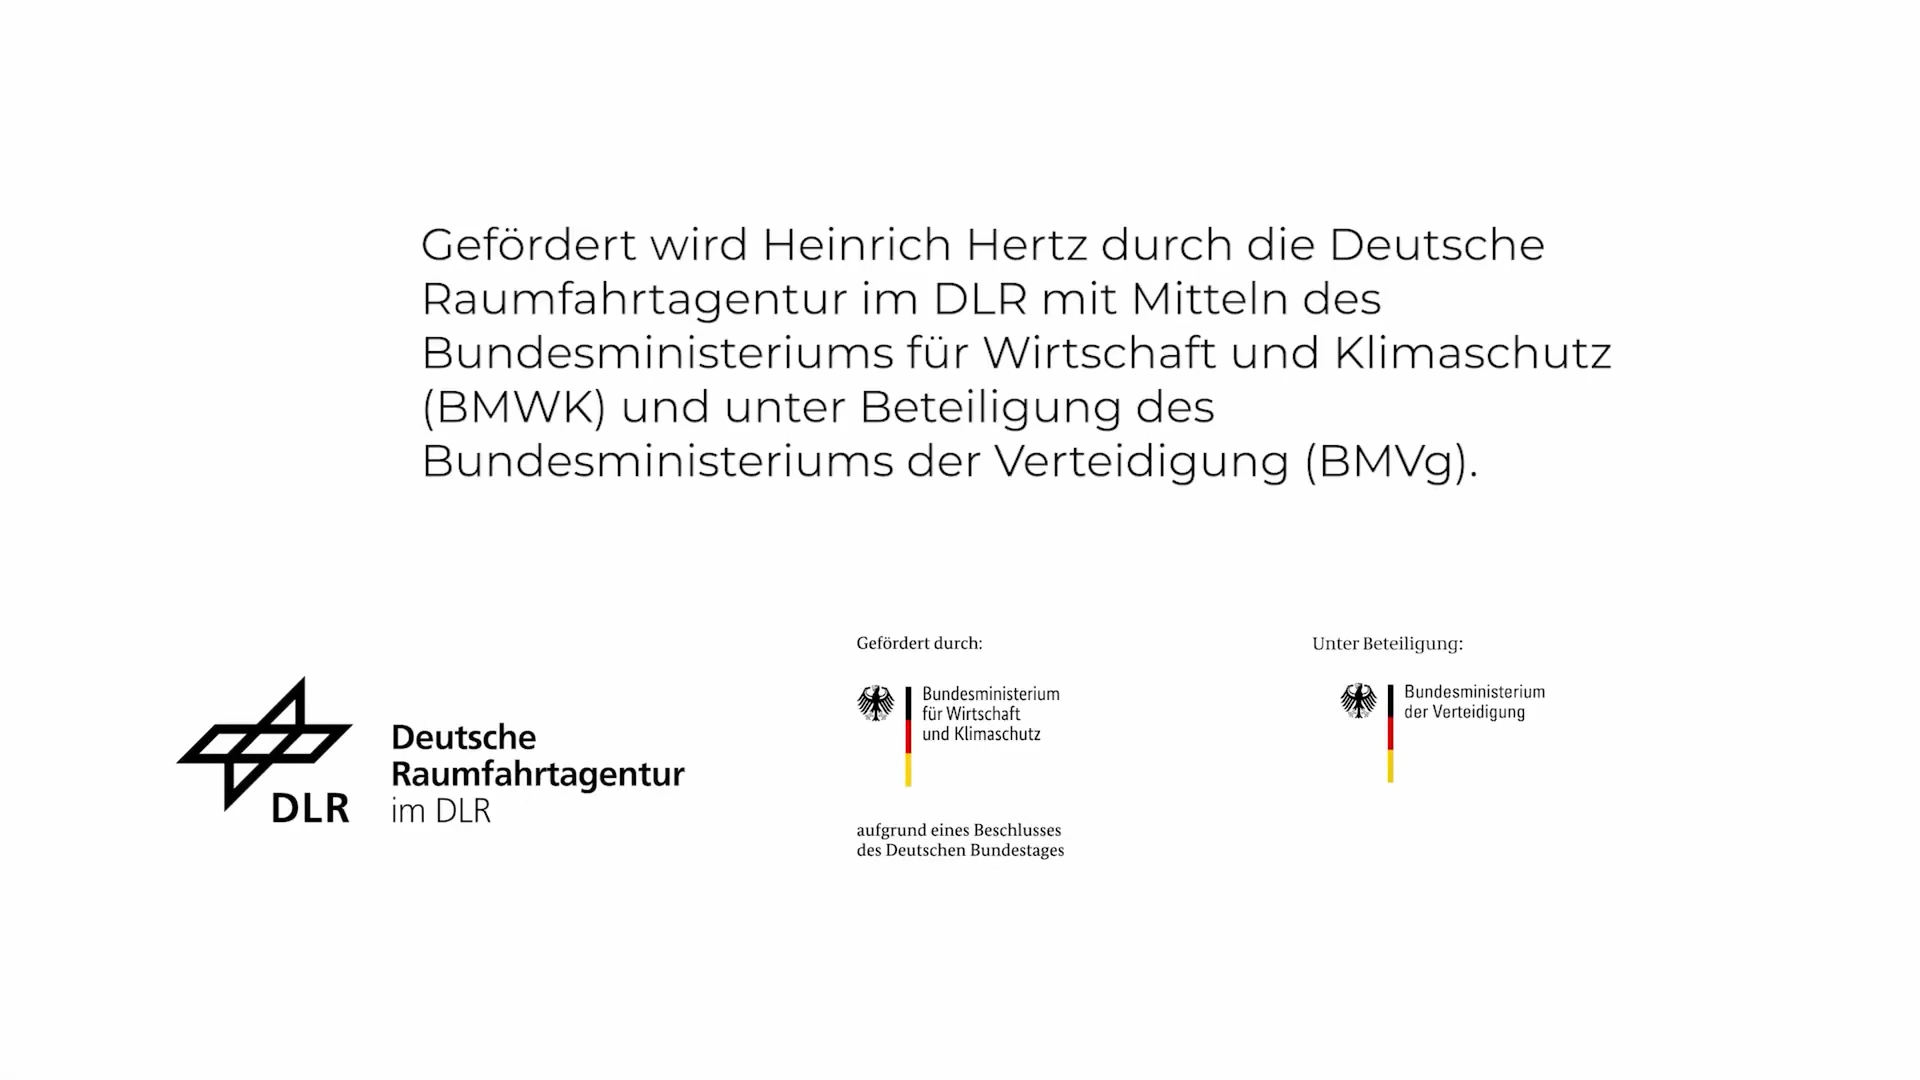 Gefördert wird Heinrich Hertz durch die Deutsche
Raumfahrtagentur im DLR mit Mitteln des
Bundesministeriums für Wirtschaft und Klimaschutz
(BMWK) und unter Beteiligung des
Bundesministeriums der Verteidigung (BMVg).
DLR
Deutsche
Raumfahrtagentur
im DLR
Gefördert durch:
Bundesministerium
für Wirtschaft
und Klimaschutz
aufgrund eines Beschlusses
des Deutschen Bundestages
Unter Beteiligung:
Bundesministerium
der Verteidigung